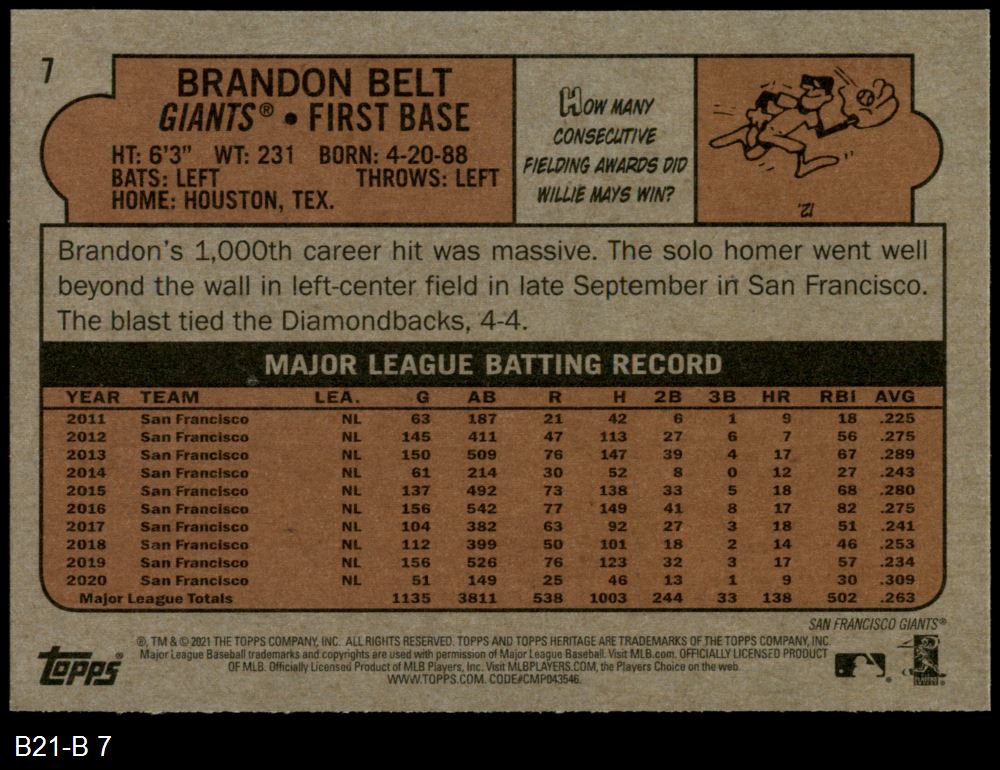 7
BRANDON BELT
GIANTS® • FIRST BASE
HT: 6'3" WT: 231 BORN: 4-20-88
BATS: LEFT THROWS: LEFT
HOME: HOUSTON, TEX.
HOW MANY
CONSECUTIVE
FIELDING AWARDS DID
WILLIE MAYS WIN?
'21
Brandon's 1,000th career hit was massive. The solo homer went well
beyond the wall in left-center field in late September in San Francisco.
The blast tied the Diamondbacks, 4-4.
MAJOR LEAGUE BATTING RECORD
YEAR TEAM LEA. G AB R H 2B 3B HR RBI AVG
2011 San Francisco NL 63 187 21 42 6 1 9 18 .225
2012 San Francisco NL 145 411 47 113 27 6 7 56 .275
2013 San Francisco NL 150 509 76 147 39 4 17 67 .289
2014 San Francisco NL 61 214 30 52 8 0 12 27 .243
2015 San Francisco NL 137 492 73 138 33 5 18 68 .280
2016 San Francisco NL 156 542 77 149 41 8 17 82 .275
2017 San Francisco NL 104 382 63 92 27 3 18 51 .241
2018 San Francisco NL 112 399 50 101 18 2 14 46 .253
2019 San Francisco NL 156 526 76 123 32 3 17 57 .234
2020 San Francisco NL 51 149 25 46 13 1 9 30 .309
Major League Totals 1135 3811 538 1003 244 33 138 502 .263
SAN FRANCISCO GIANTS®
®, TM & © 2021 THE TOPPS COMPANY, INC. ALL RIGHTS RESERVED. TOPPS AND TOPPS HERITAGE ARE TRADEMARKS OF THE TOPPS COMPANY, INC.
Major League Baseball trademarks and copyrights are used with permission of Major League Baseball. Visit MLB.com. OFFICIALLY LICENSED PRODUCT
OF MLB. Officially Licensed Product of MLB Players, Inc. Visit MLBPLAYERS.COM, the Players Choice on the web.
WWW.TOPPS.COM. CODE#CMP043546.
topps®
B21-B 7